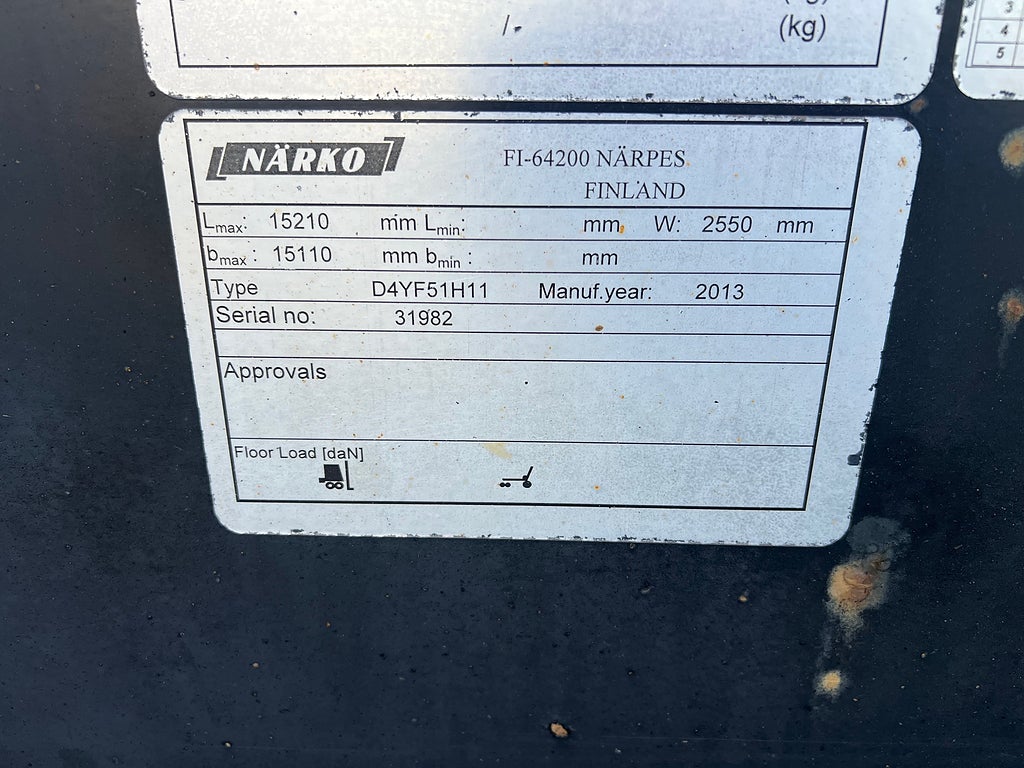 /-
(kg)
3
4
5
NÄRKO
FI-64200 NÄRPES
FINLAND
Lmax: 15210 mm Lmin: mm W: 2550 mm
bmax : 15110 mm bmin : mm
Type D4YF51H11 Manuf.year: 2013
Serial no: 31982
Approvals
Floor Load [daN]